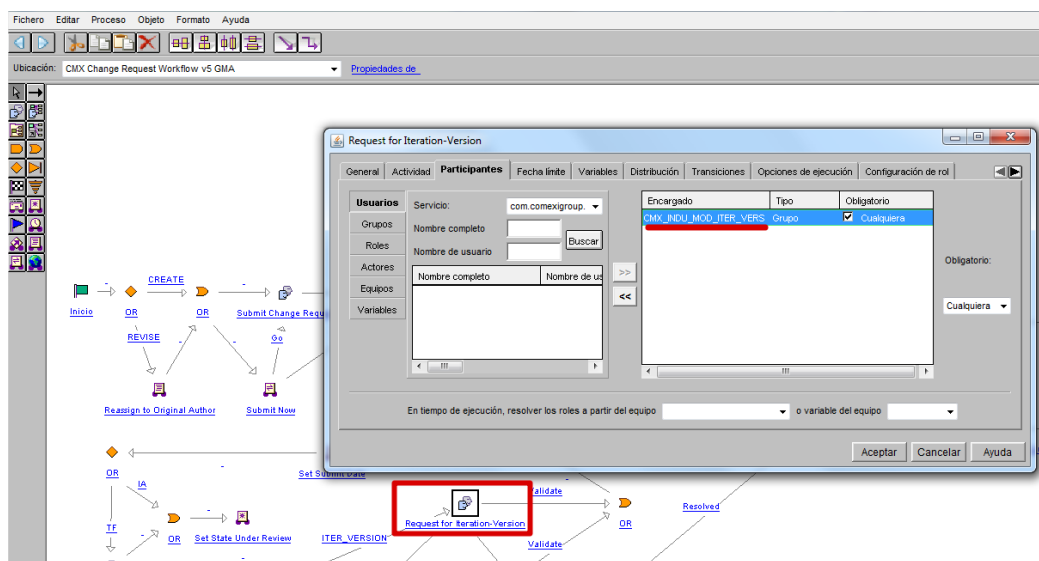 Fichero Editar Proceso Objeto Formato Ayuda
Ubicación: CMX Change Request Workflow v5 GMA Propiedades de
Request for Iteration-Version
General Actividad Participantes Fecha límite Variables Distribución Transiciones Opciones de ejecución Configuración de rol
Usuarios
Grupos
Roles
Actores
Equipos
Variables
Servicio: com.comexigroup.
Nombre completo
Nombre de usuario
Buscar
Nombre completo Nombre de us
>>
<<
Encargado Tipo Obligatorio
CMX_INDU_MOD_ITER_VERS Grupo Cualquiera
Obligatorio:
Cualquiera
En tiempo de ejecución, resolver los roles a partir del equipo o variable del equipo
Aceptar Cancelar Ayuda
CREATE
Inicio OR OR Submit Change Requ
REVISE Go
Reassign to Original Author Submit Now
OR Set Submit Date
IA
TF OR Set State Under Review ITER_VERSION
Request for Iteration-Version
Validate
OR
Resolved
Validate